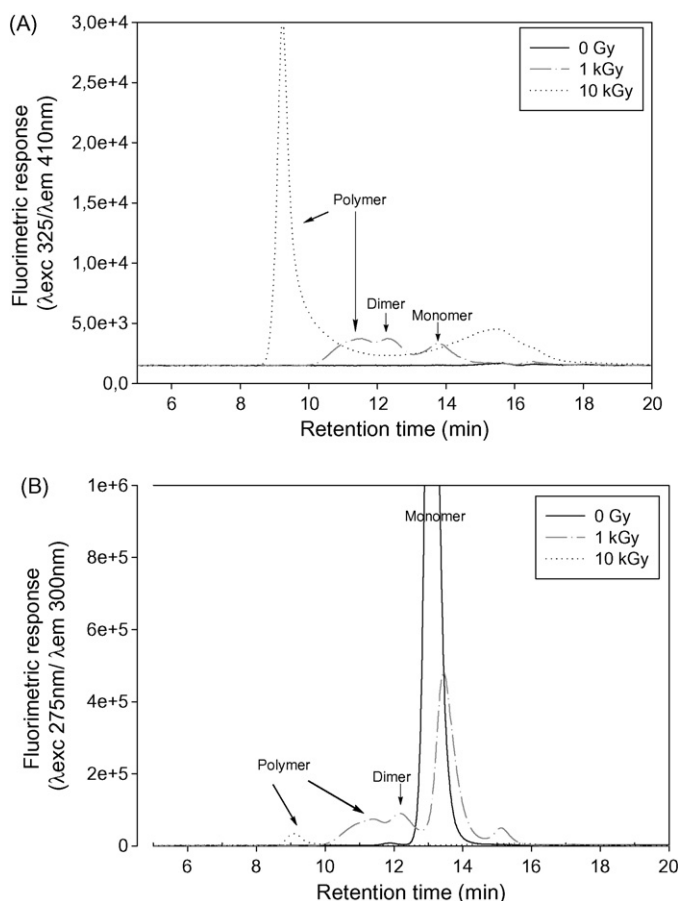 (A)
3,0e+4
2,5e+4
2,0e+4
1,5e+4
1,0e+4
5,0e+3
0,0
Fluorimetric response
(λexc 325/λem 410nm)
0 Gy
1 kGy
10 kGy
Polymer
Dimer
Monomer
6 8 10 12 14 16 18 20
Retention time (min)
(B)
1e+6
8e+5
6e+5
4e+5
2e+5
0
Fluorimetric response
(λexc 275nm/ λem 300nm)
0 Gy
1 kGy
10 kGy
Monomer
Polymer
Dimer
6 8 10 12 14 16 18 20
Retention time (min)